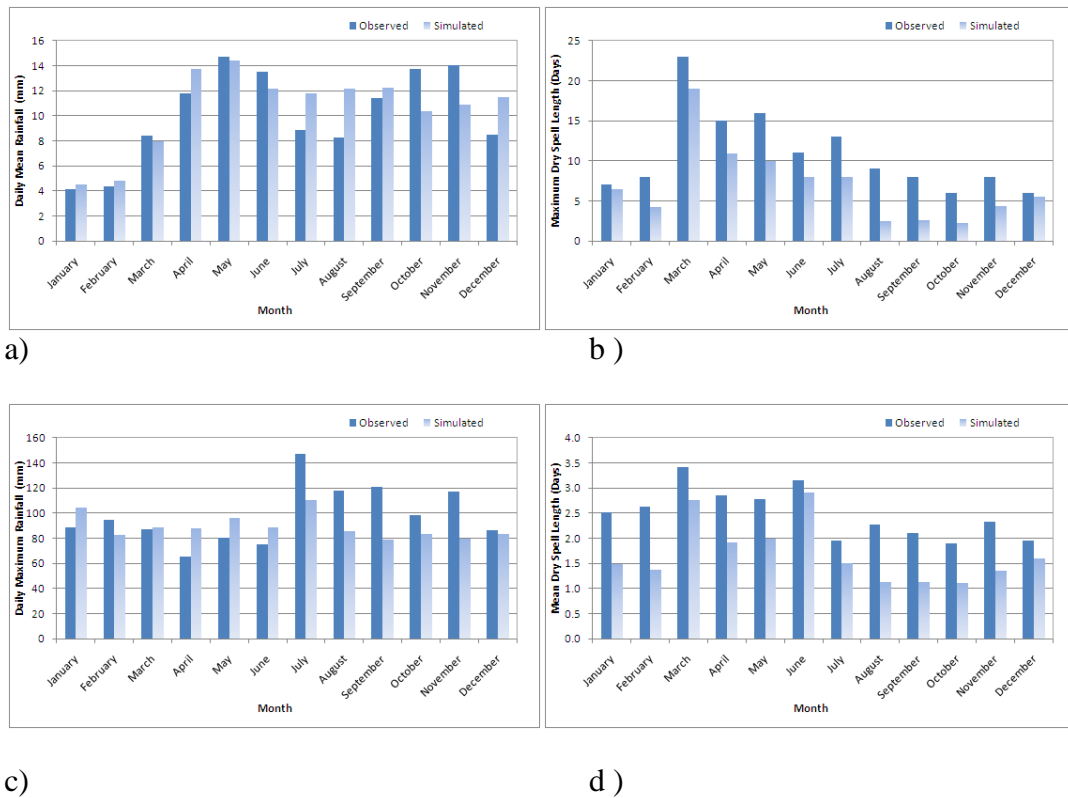 Observed Simulated
Daily Mean Rainfall (mm)
16
14
12
10
8
6
4
2
0
January February March April May June July August September October November December
Month
a)
Observed Simulated
Maximum Dry Spell Length (Days)
25
20
15
10
5
0
January February March April May June July August September October November December
Month
b )
Observed Simulated
Daily Maximum Rainfall (mm)
160
140
120
100
80
60
40
20
0
January February March April May June July August September October November December
Month
c)
Observed Simulated
Mean Dry Spell Length (Days)
4.0
3.5
3.0
2.5
2.0
1.5
1.0
0.5
0.0
January February March April May June July August September October November December
Month
d )